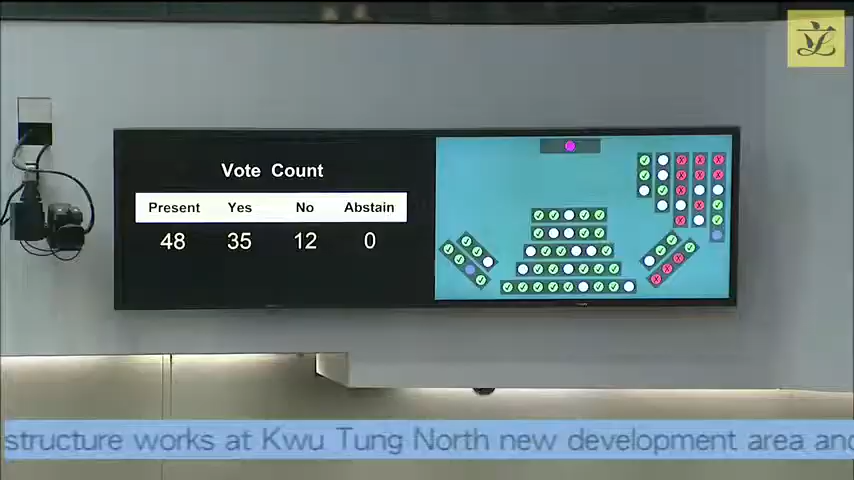 立
Vote Count
Present Yes No Abstain
48 35 12 0
structure works at Kwu Tung North new development area and